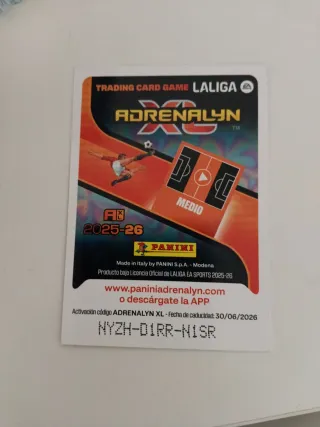 TRADING CARD GAME LALIGA
ADRENALYN
XL™
MEDIO
2025-26
PANINI
Made in Italy by PANINI S.p.A. - Modena
Producto bajo Licencia Oficial de LALIGA EA SPORTS 2025-26
www.paniniadrenalyn.com
o descárgate la APP
Activación código ADRENALYN XL - Fecha de caducidad: 30/06/2026
NYZH-D1RR-N1SR